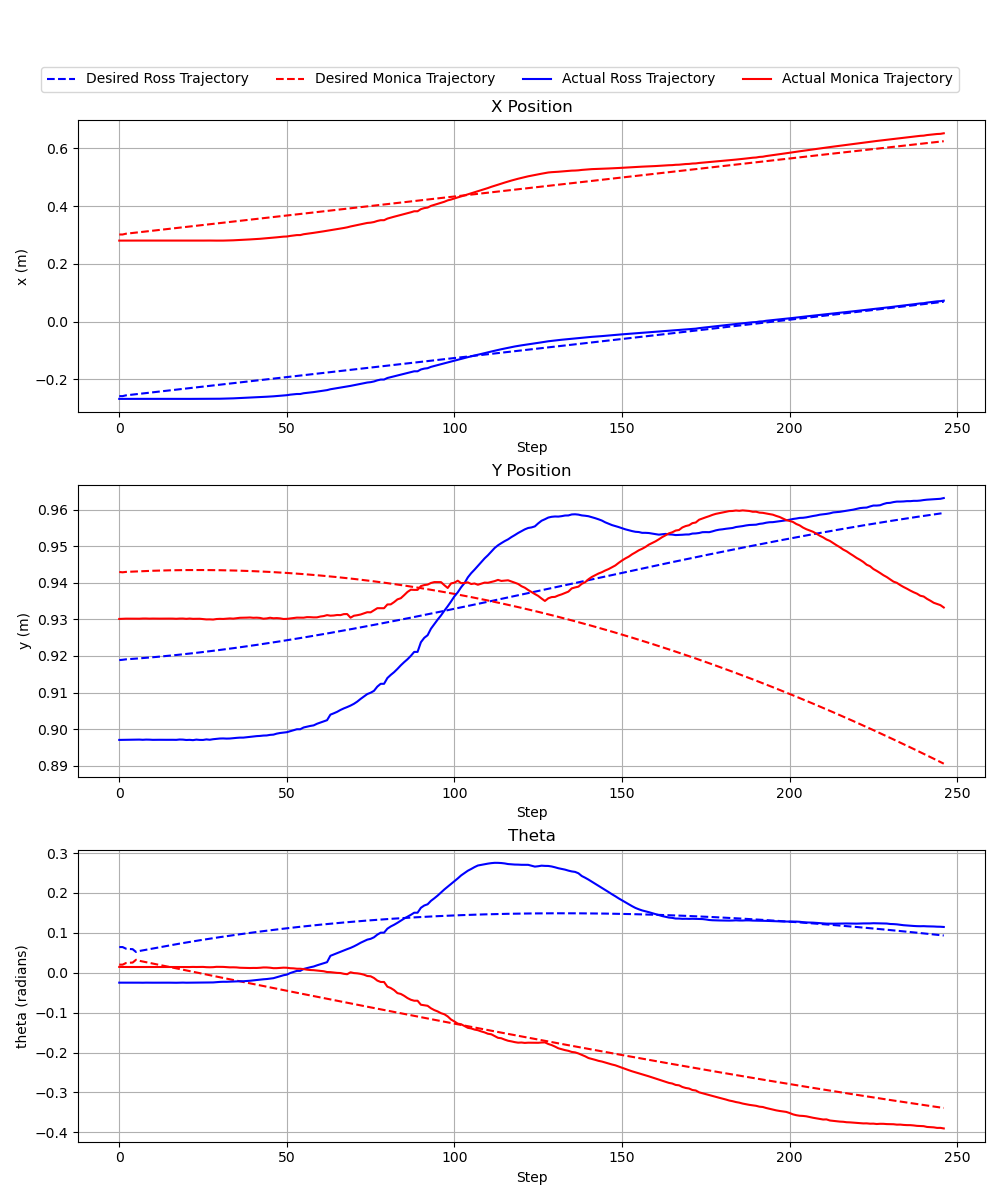 Desired Ross Trajectory Desired Monica Trajectory Actual Ross Trajectory Actual Monica Trajectory
X Position
0.6
0.4
0.2
0.0
−0.2
x (m)
0 50 100 150 200 250
Step
Y Position
0.96
0.95
0.94
0.93
0.92
0.91
0.90
0.89
y (m)
0 50 100 150 200 250
Step
Theta
0.3
0.2
0.1
0.0
−0.1
−0.2
−0.3
−0.4
theta (radians)
0 50 100 150 200 250
Step